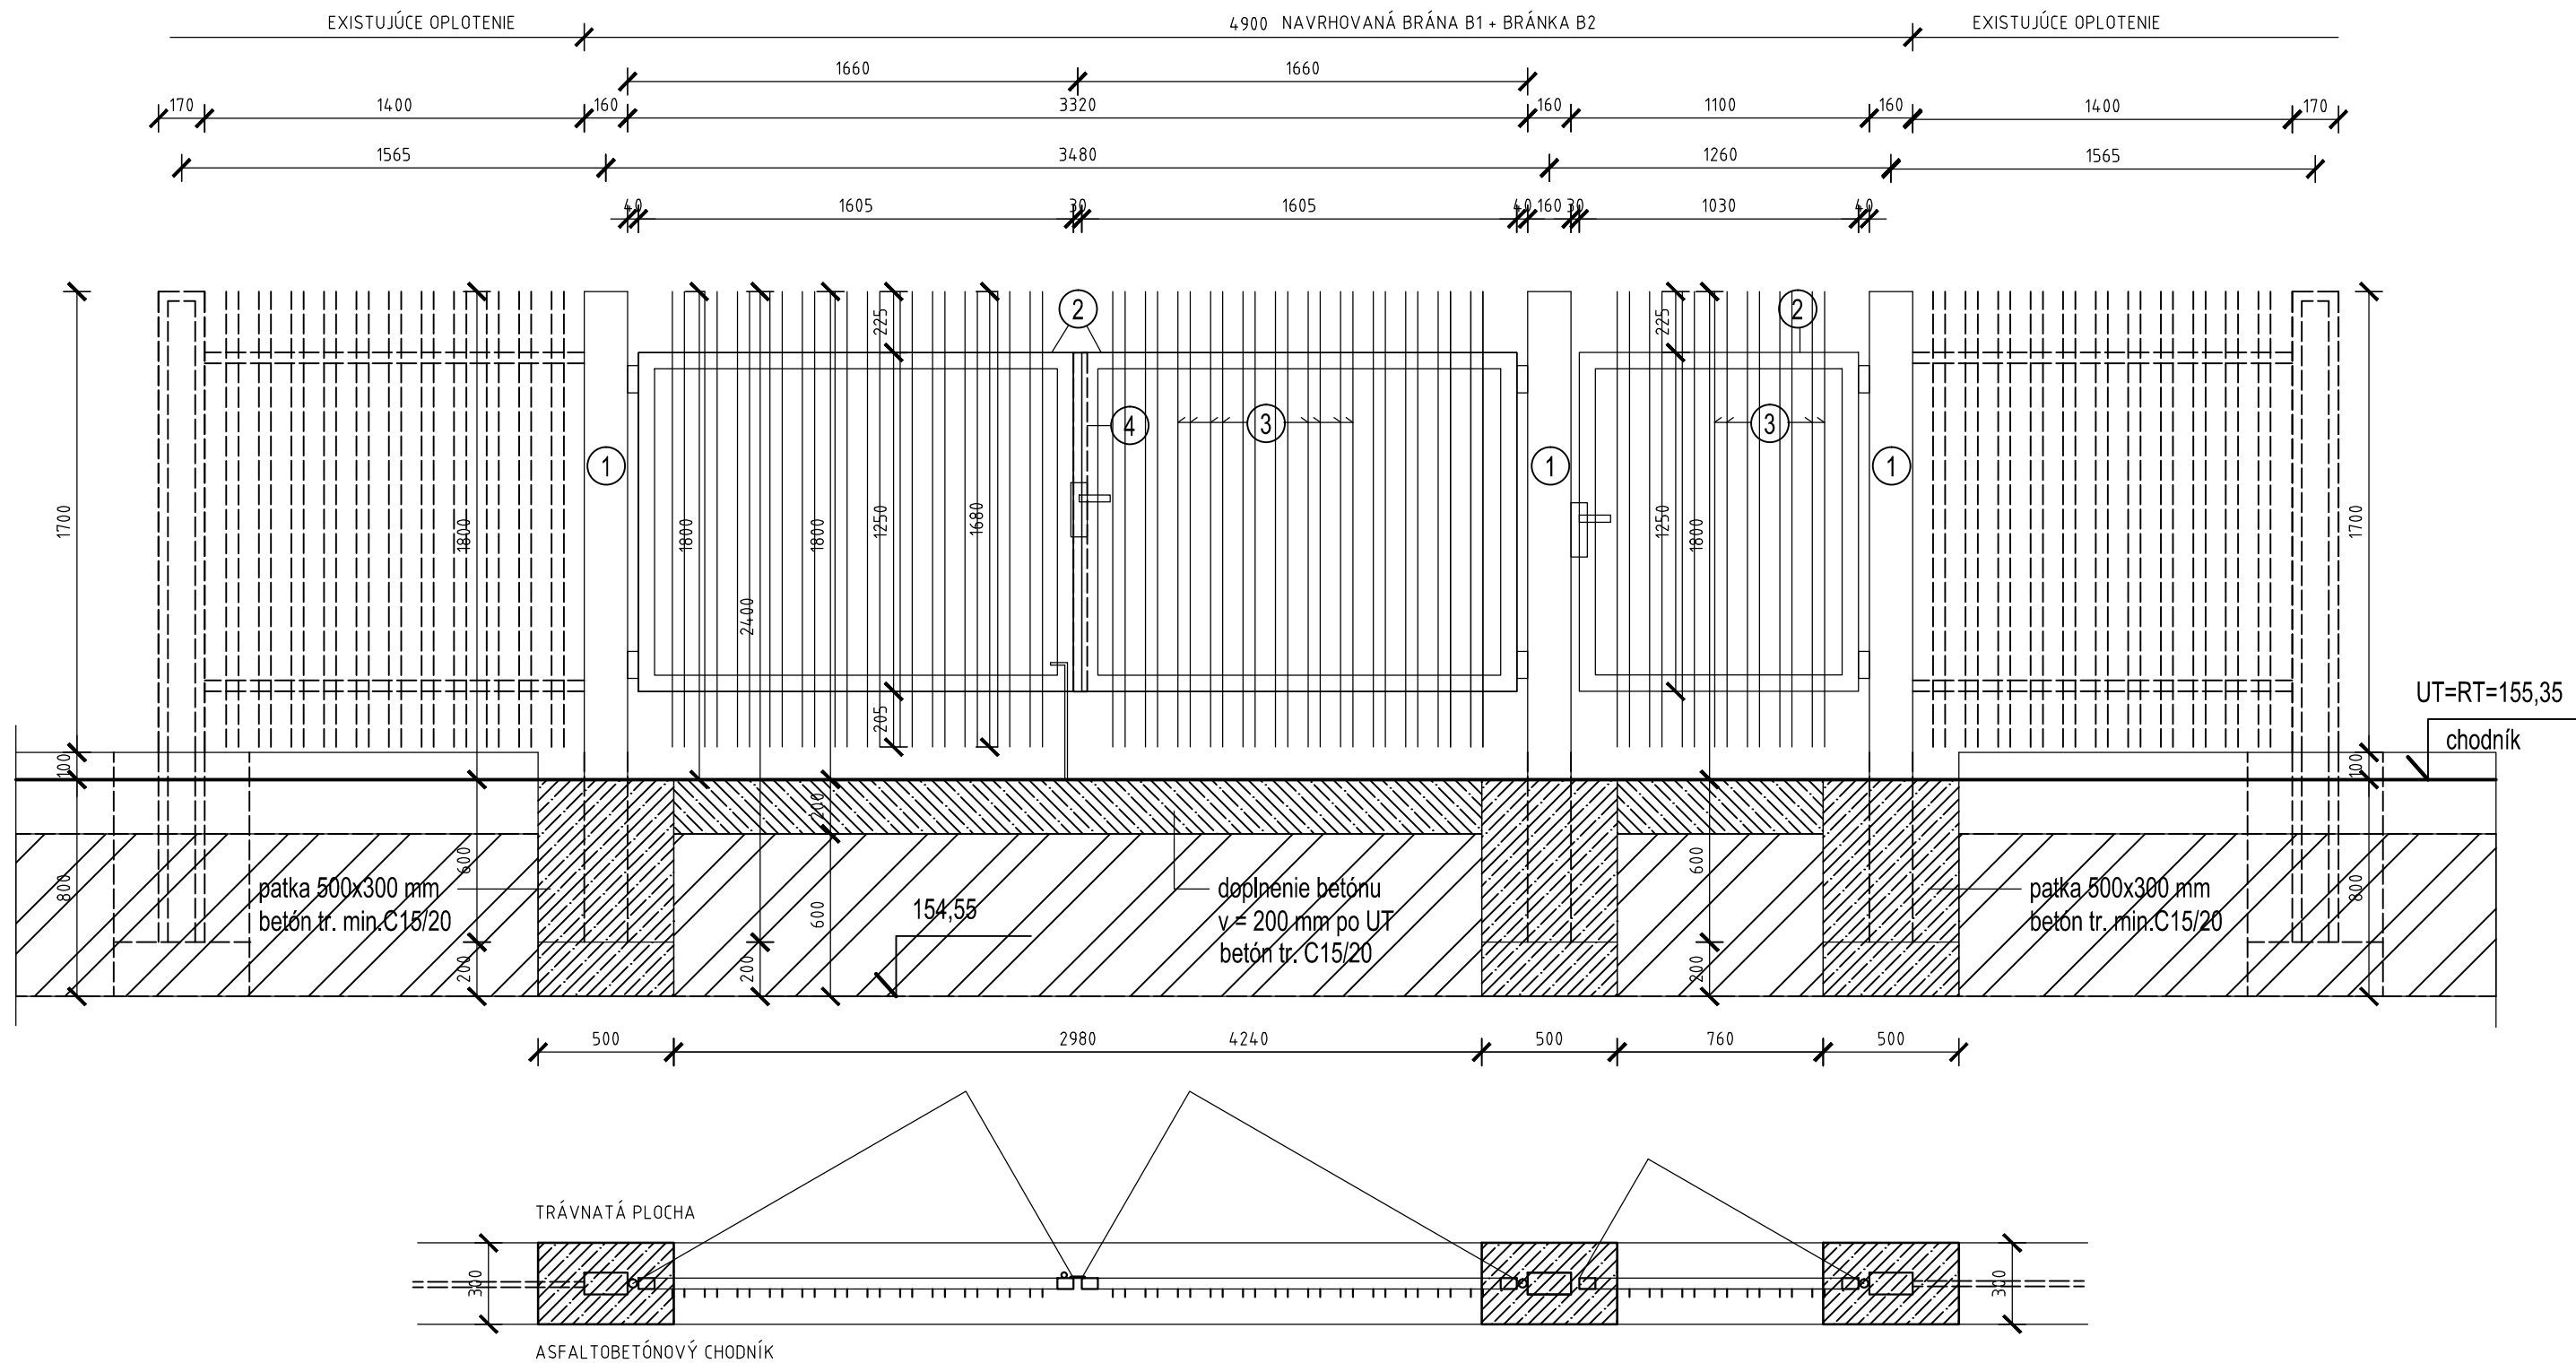 EXISTUJÚCE OPLOTENIE
4900 NAVRHOVANÁ BRÁNA B1 + BRÁNKA B2
EXISTUJÚCE OPLOTENIE
1660 1660
170 1400 160 3320 160 1100 160 1400 170
1565 3480 1260 1565
40 1605 30 1605 40 160 30 1030 40
225 225
2 2
3 3
4
1 1 1
1700 1800 1800 1800 1250 1680 1250 1800 1700
2400
UT=RT=155,35
chodník
205
100 100
200
600 600
800 800
patka 500x300 mm
betón tr. min.C15/20
154,55
600
doplnenie betónu
v = 200 mm po UT
betón tr. C15/20
patka 500x300 mm
betón tr. min.C15/20
200 200 200
500 2980 4240 500 760 500
TRÁVNATÁ PLOCHA
300 300
ASFALTOBETÓNOVÝ CHODNÍK